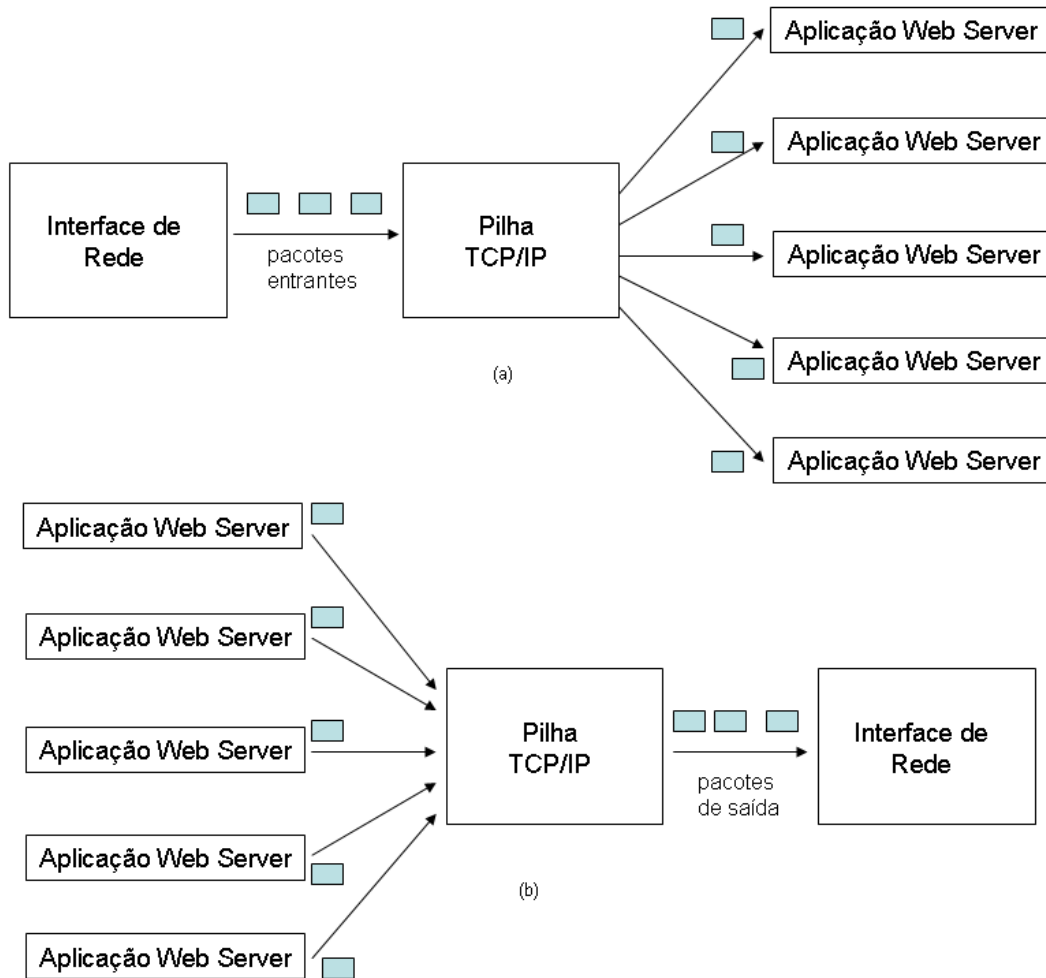 Aplicação Web Server
Aplicação Web Server
Interface de
Rede
pacotes
entrantes
Pilha
TCP/IP
Aplicação Web Server
Aplicação Web Server
(a)
Aplicação Web Server
Aplicação Web Server
Aplicação Web Server
Aplicação Web Server
Pilha
TCP/IP
pacotes
de saída
Interface de
Rede
Aplicação Web Server
(b)
Aplicação Web Server